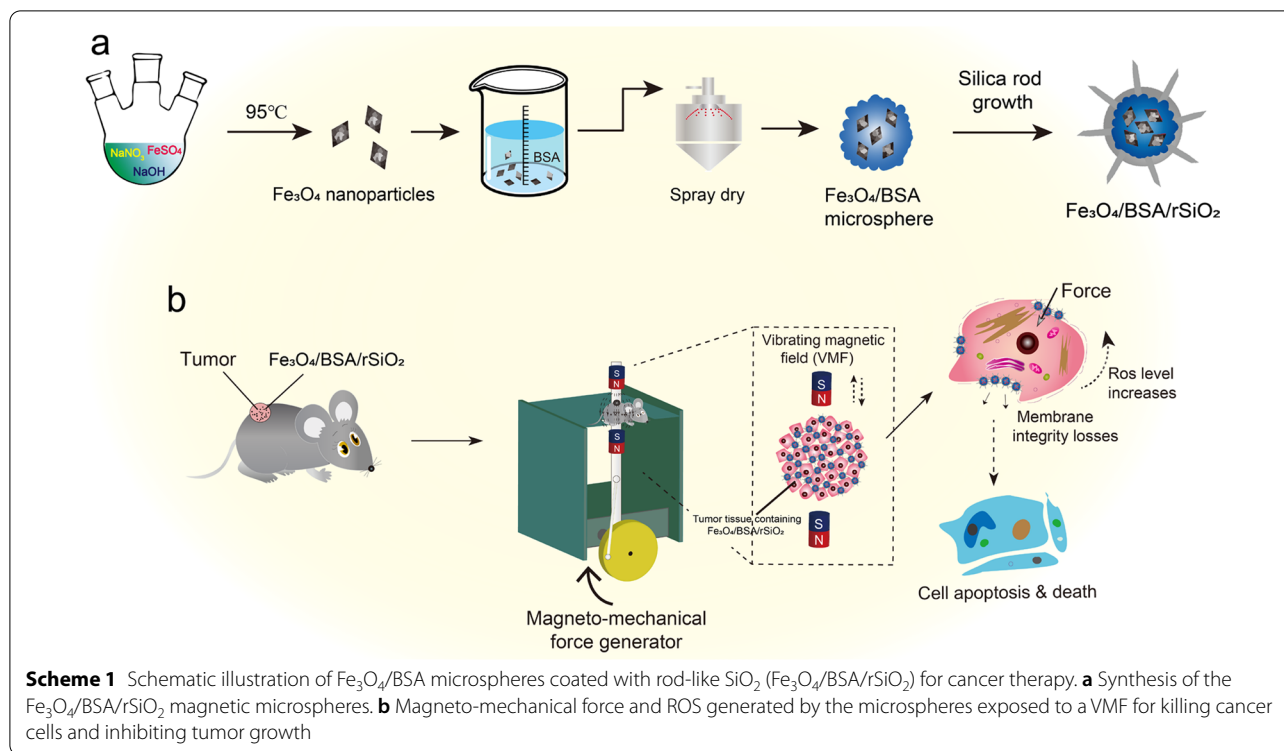 a
NaNO₃ FeSO₄
NaOH
95℃
Fe₃O₄ nanoparticles
BSA
Spray dry
Fe₃O₄/BSA
microsphere
Silica rod
growth
Fe₃O₄/BSA/rSiO₂
b
Tumor
Fe₃O₄/BSA/rSiO₂
S
N
S
N
Magneto-mechanical
force generator
Vibrating magnetic
field (VMF)
S
N
Tumor tissue containing
Fe₃O₄/BSA/rSiO₂
S
N
Force
Ros level
increases
Membrane
integrity losses
Cell apoptosis & death
Scheme 1 Schematic illustration of Fe₃O₄/BSA microspheres coated with rod-like SiO₂ (Fe₃O₄/BSA/rSiO₂) for cancer therapy. a Synthesis of the
Fe₃O₄/BSA/rSiO₂ magnetic microspheres. b Magneto-mechanical force and ROS generated by the microspheres exposed to a VMF for killing cancer
cells and inhibiting tumor growth